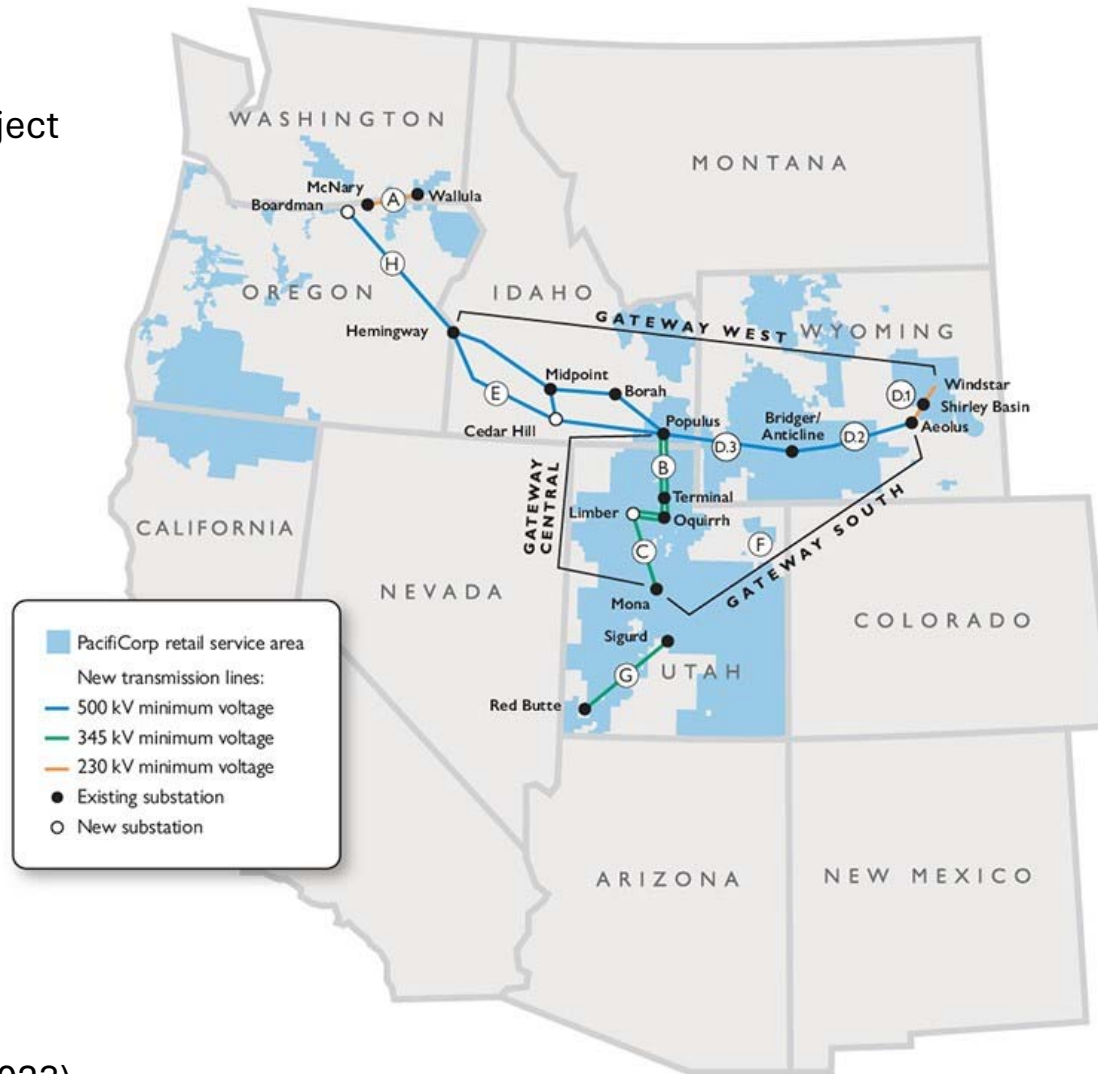 ject
WASHINGTON
MONTANA
McNary
A
Wallula
Boardman
H
OREGON
IDAHO
GATEWAY WEST
WYOMING
Hemingway
Midpoint
Borah
E
Cedar Hill
Populus
D.3
Bridger/
Anticline
D.2
D.1
Windstar
Shirley Basin
Aeolus
B
GATEWAY
CENTRAL
Terminal
Limber
Oquirrh
C
F
GATEWAY SOUTH
CALIFORNIA
NEVADA
Mona
Sigurd
UTAH
G
Red Butte
COLORADO
PacifiCorp retail service area
New transmission lines:
500 kV minimum voltage
345 kV minimum voltage
230 kV minimum voltage
Existing substation
New substation
ARIZONA
NEW MEXICO